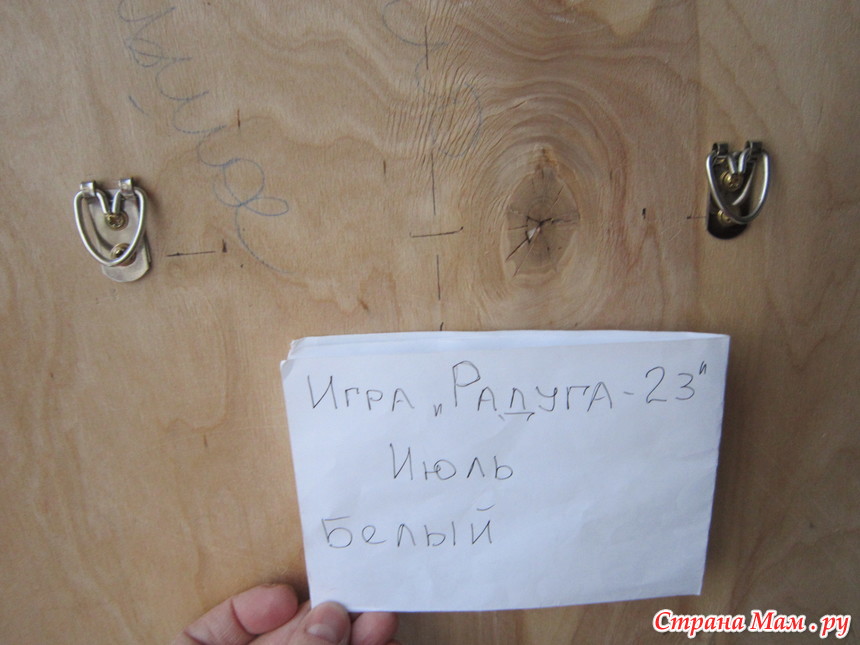 Игра „Радуга-23"
Июль
Белый
Страна Мам.ру